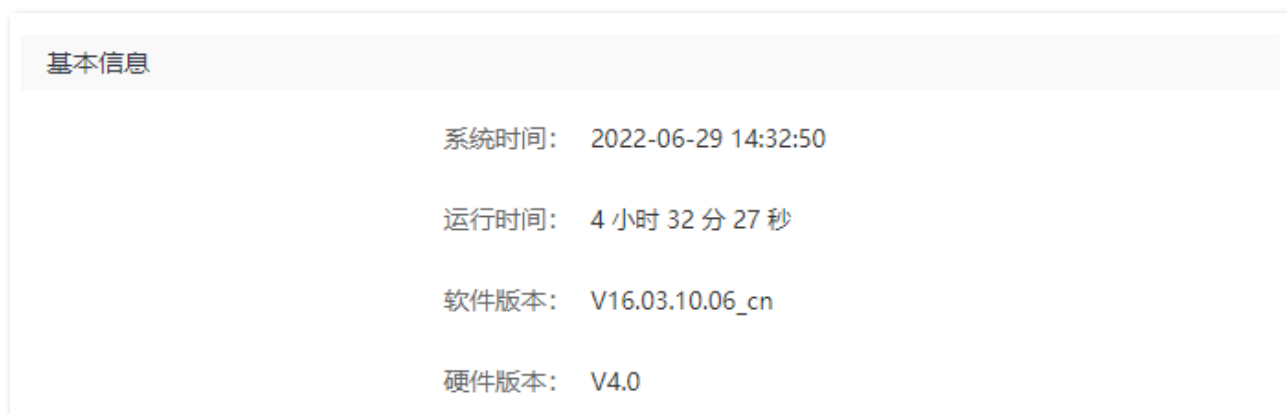 基本信息
系统时间： 2022-06-29 14:32:50
运行时间： 4 小时 32 分 27 秒
软件版本： V16.03.10.06_cn
硬件版本： V4.0